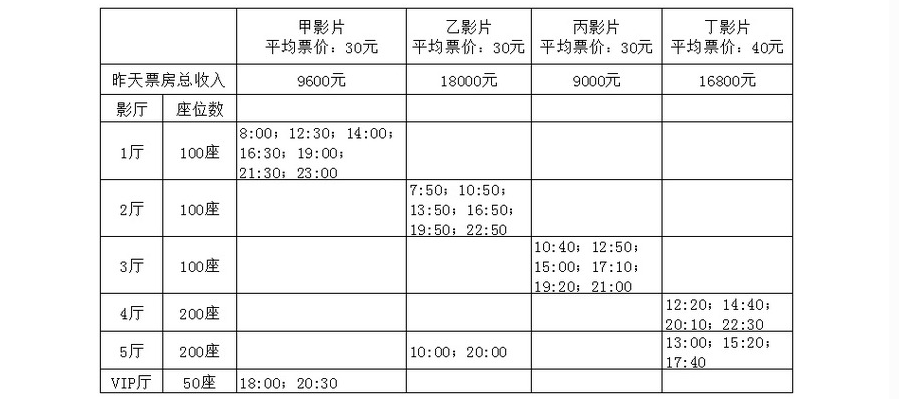 甲影片 乙影片 丙影片 丁影片
平均票价：30元 平均票价：30元 平均票价：30元 平均票价：40元
昨天票房总收入 9600元 18000元 9000元 16800元
影厅 座位数
1厅 100座 8:00；12:30；14:00；
16:30；19:00；
21:30；23:00
2厅 100座 7:50；10:50；
13:50；16:50；
19:50；22:50
3厅 100座 10:40；12:50；
15:00；17:10；
19:20；21:00
4厅 200座 12:20；14:40；
20:10；22:30
5厅 200座 10:00；20:00 13:00；15:20；
17:40
VIP厅 50座 18:00；20:30